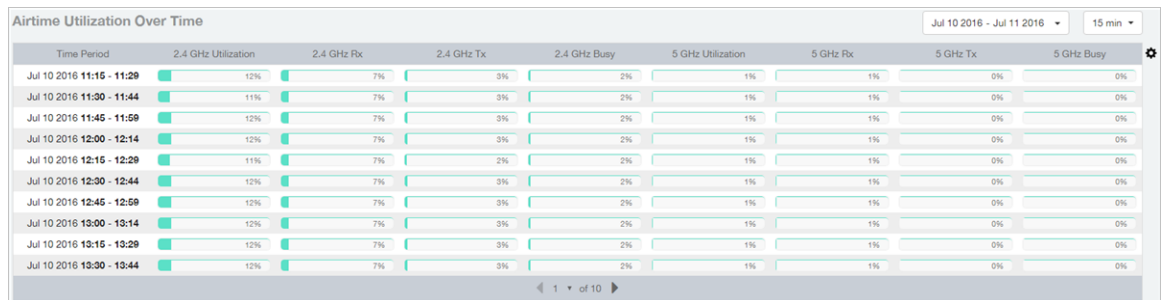 Airtime Utilization Over Time
Jul 10 2016 - Jul 11 2016 15 min
Time Period 2.4 GHz Utilization 2.4 GHz Rx 2.4 GHz Tx 2.4 GHz Busy 5 GHz Utilization 5 GHz Rx 5 GHz Tx 5 GHz Busy
Jul 10 2016 11:15 - 11:29 12% 7% 3% 2% 1% 1% 0% 0%
Jul 10 2016 11:30 - 11:44 11% 7% 3% 2% 1% 1% 0% 0%
Jul 10 2016 11:45 - 11:59 12% 7% 3% 2% 1% 1% 0% 0%
Jul 10 2016 12:00 - 12:14 12% 7% 3% 2% 1% 1% 0% 0%
Jul 10 2016 12:15 - 12:29 11% 7% 2% 2% 1% 1% 0% 0%
Jul 10 2016 12:30 - 12:44 12% 7% 3% 2% 1% 1% 0% 0%
Jul 10 2016 12:45 - 12:59 12% 7% 3% 2% 1% 1% 0% 0%
Jul 10 2016 13:00 - 13:14 12% 7% 3% 2% 1% 1% 0% 0%
Jul 10 2016 13:15 - 13:29 12% 7% 3% 2% 1% 1% 0% 0%
Jul 10 2016 13:30 - 13:44 12% 7% 3% 2% 1% 1% 0% 0%
1 of 10